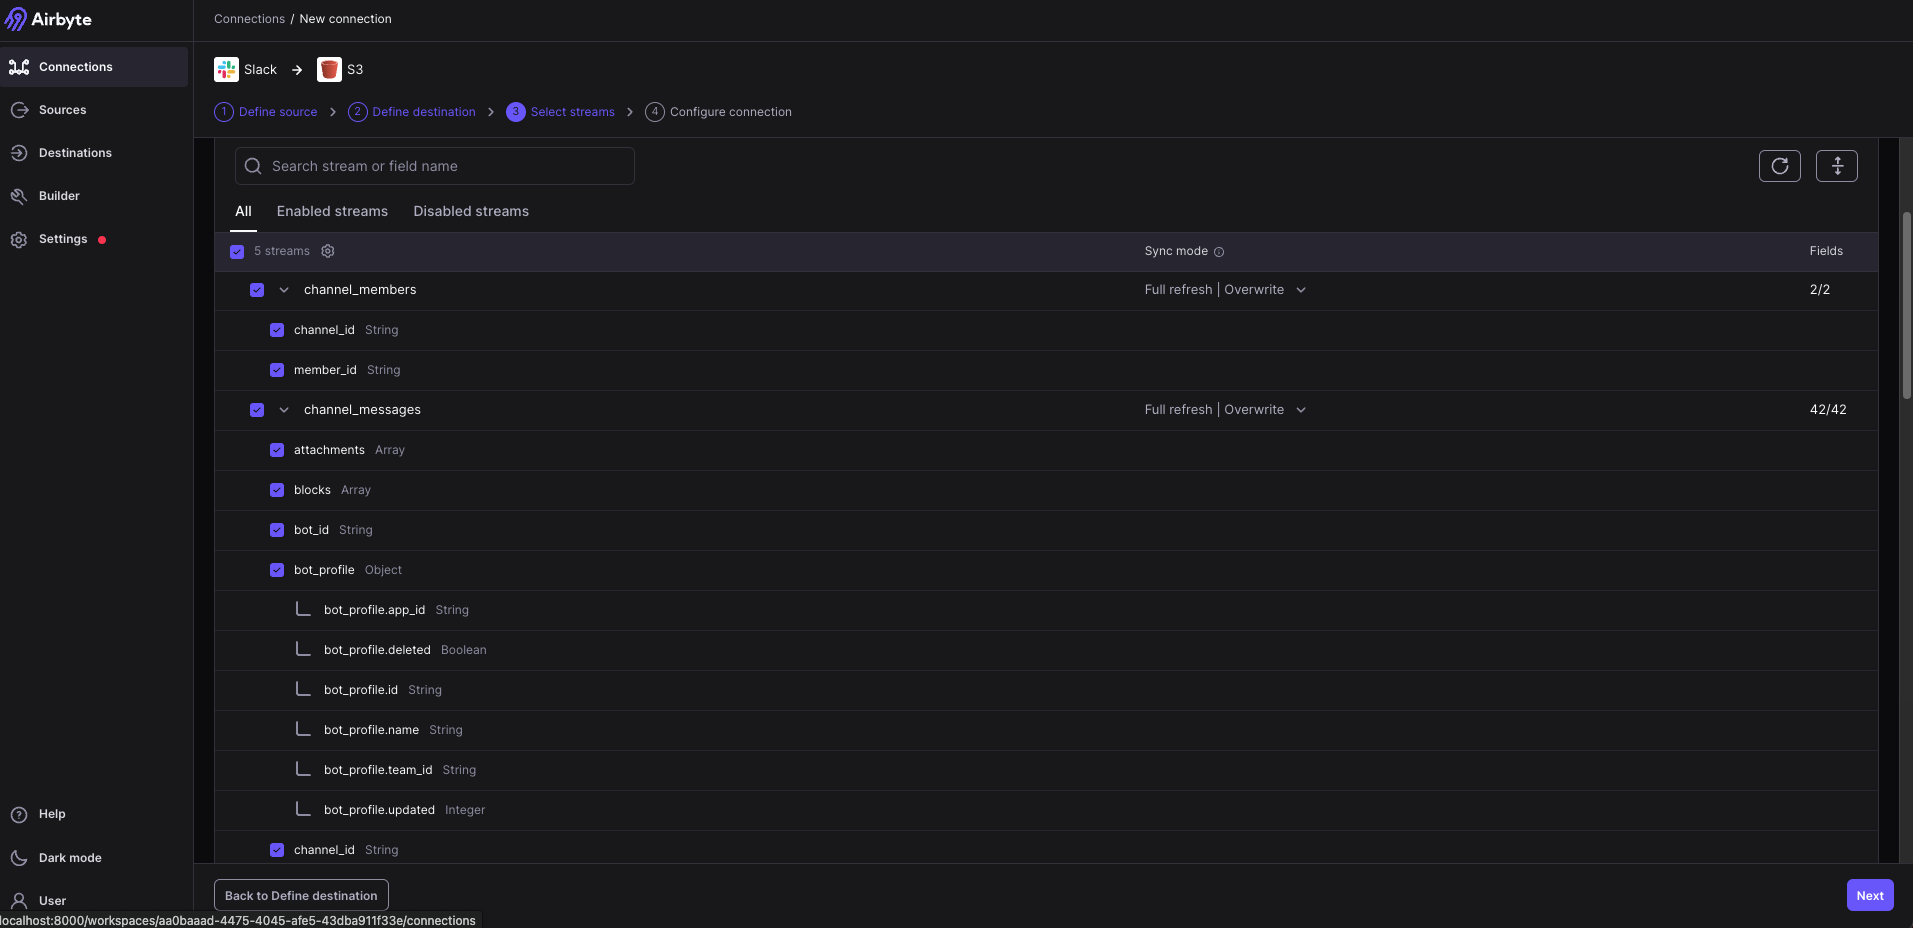 Airbyte
Connections / New connection
Connections
Sources
Destinations
Builder
Settings
Slack → S3
1 Define source > 2 Define destination > 3 Select streams > 4 Configure connection
Search stream or field name
All Enabled streams Disabled streams
5 streams Sync mode Fields
channel_members Full refresh | Overwrite 2/2
channel_id String
member_id String
channel_messages Full refresh | Overwrite 42/42
attachments Array
blocks Array
bot_id String
bot_profile Object
bot_profile.app_id String
bot_profile.deleted Boolean
bot_profile.id String
bot_profile.name String
bot_profile.team_id String
bot_profile.updated Integer
channel_id String
Help
Dark mode
User
Back to Define destination Next
localhost:8000/workspaces/aa0baaad-4475-4045-afe5-43dba911f33e/connections